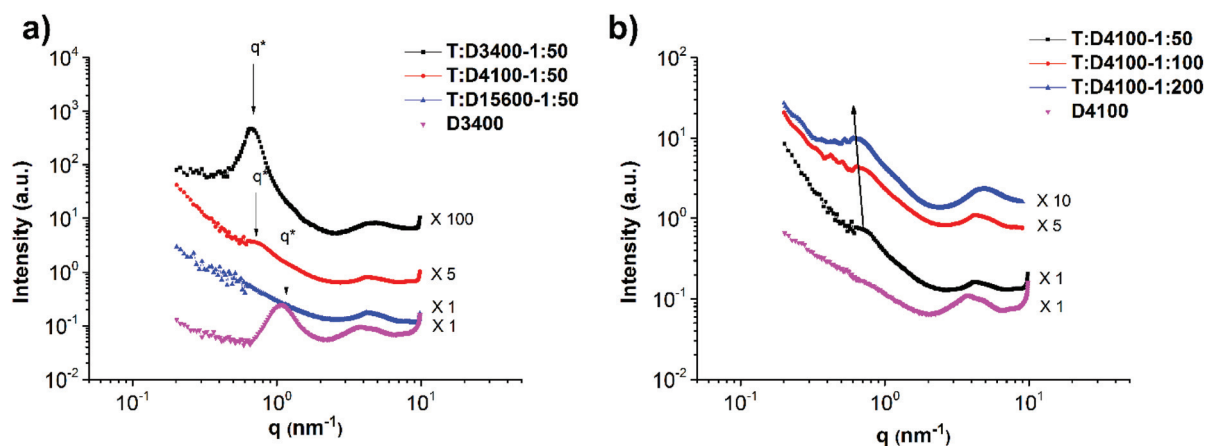 a)
q*
T:D3400-1:50
T:D4100-1:50
T:D15600-1:50
D3400
10^4
10^3
10^2
10^1
10^0
10^-1
10^-2
q*
q*
X 100
X 5
X 1
X 1
Intensity (a.u.)
10^-1
10^0
10^1
q (nm^-1)
b)
T:D4100-1:50
T:D4100-1:100
T:D4100-1:200
D4100
10^2
10^1
10^0
10^-1
10^-2
X 10
X 5
X 1
X 1
Intensity (a.u.)
10^-1
10^0
10^1
q (nm^-1)